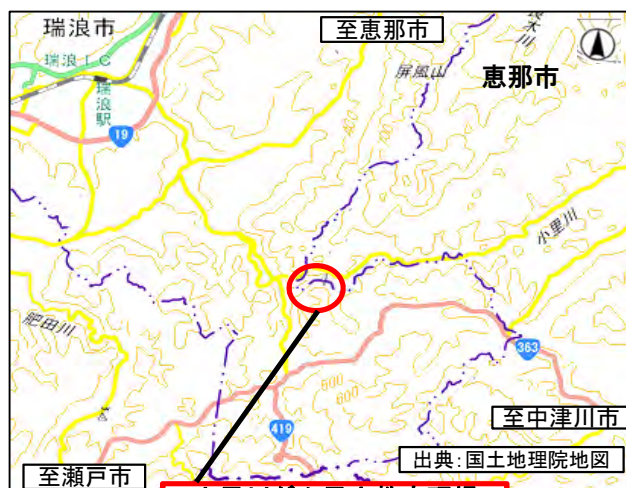 瑞浪市
至恵那市
瑞浪IC
屏風山
恵那市
瑞浪駅
19
400
小里川
肥田川
363
600
600
至中津川市
419
出典:国土地理院地図
至瀬戸市